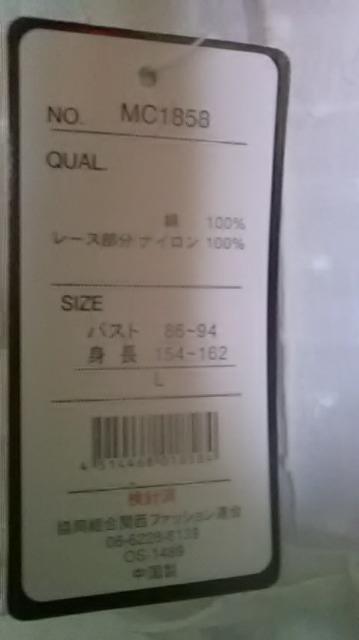 NO. MC1858
QUAL.
綿 100%
レース部分 ナイロン 100%
SIZE
バスト 86~94
身長 154~162
L
検針済
協同組合関西ファッション連合
06-6228-6139
OS-1489
中国製